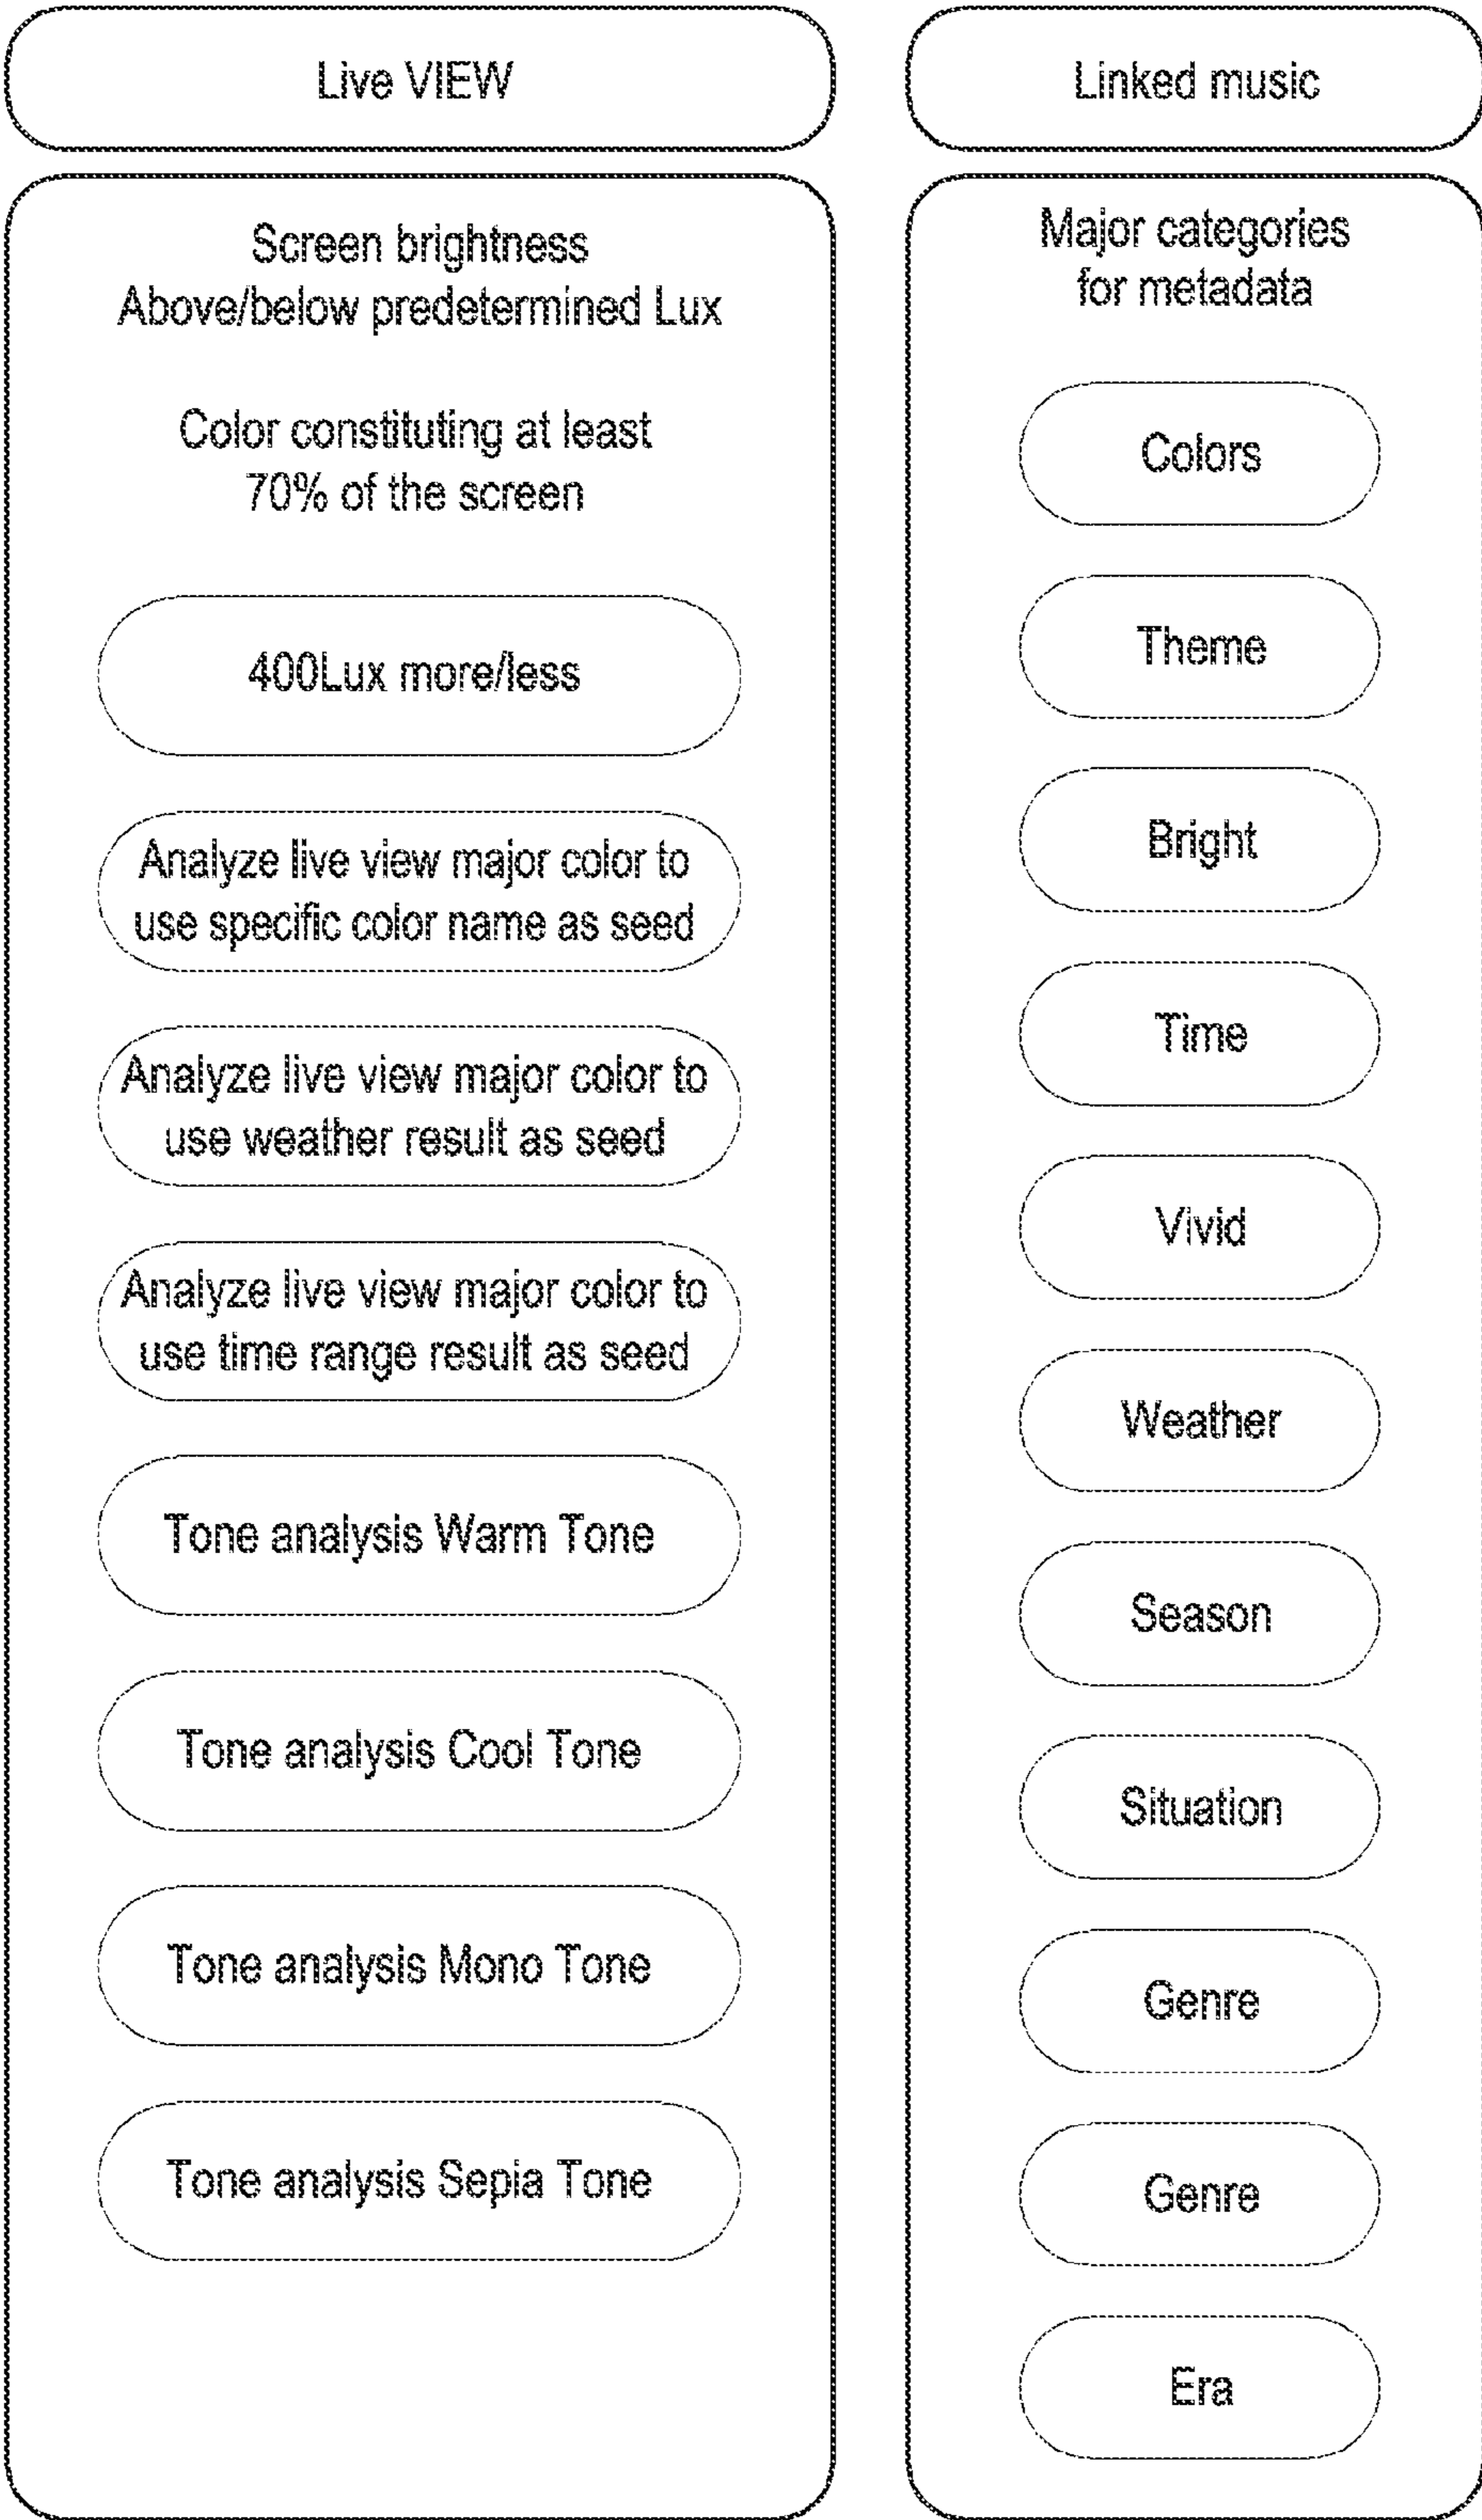 Live VIEW
Screen brightness
Above/below predetermined Lux
Color constituting at least
70% of the screen
400Lux more/less
Analyze live view major color to
use specific color name as seed
Analyze live view major color to
use weather result as seed
Analyze live view major color to
use time range result as seed
Tone analysis Warm Tone
Tone analysis Cool Tone
Tone analysis Mono Tone
Tone analysis Sepia Tone
Linked music
Major categories
for metadata
Colors
Theme
Bright
Time
Vivid
Weather
Season
Situation
Genre
Genre
Era